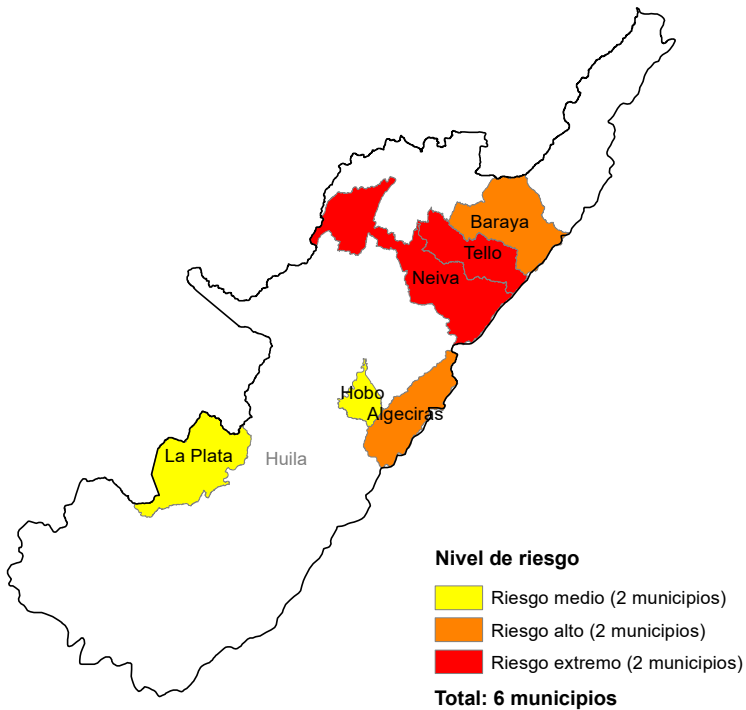 Baraya
Tello
Neiva
Hobo
Algeciras
La Plata
Huila
Nivel de riesgo
Riesgo medio (2 municipios)
Riesgo alto (2 municipios)
Riesgo extremo (2 municipios)
Total: 6 municipios